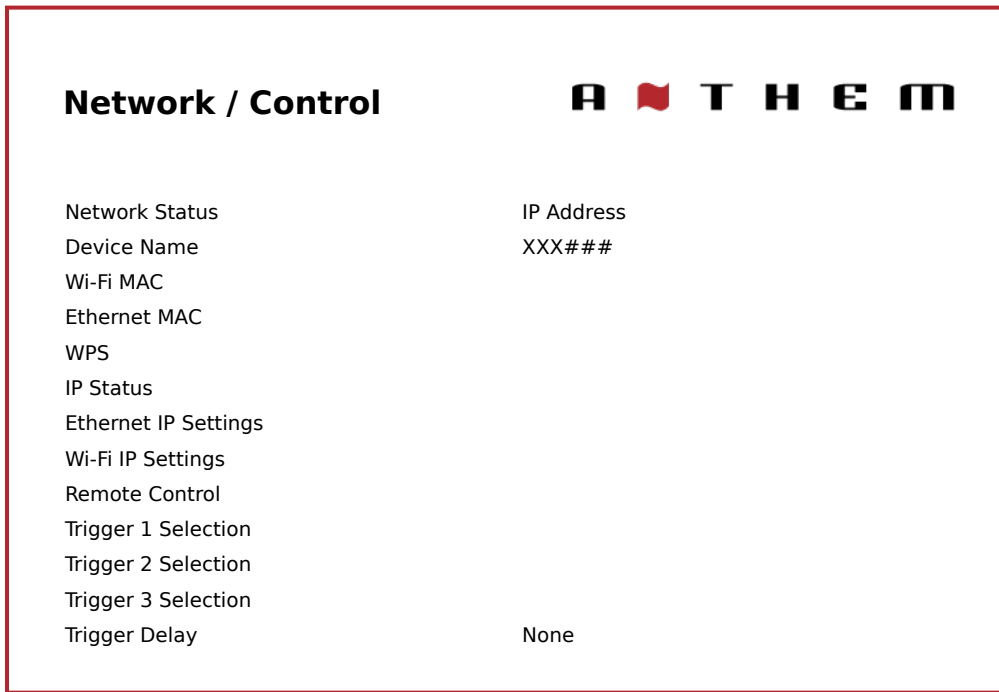 Network / Control
ANTHEM
Network Status IP Address
Device Name XXX###
Wi-Fi MAC
Ethernet MAC
WPS
IP Status
Ethernet IP Settings
Wi-Fi IP Settings
Remote Control
Trigger 1 Selection
Trigger 2 Selection
Trigger 3 Selection
Trigger Delay None